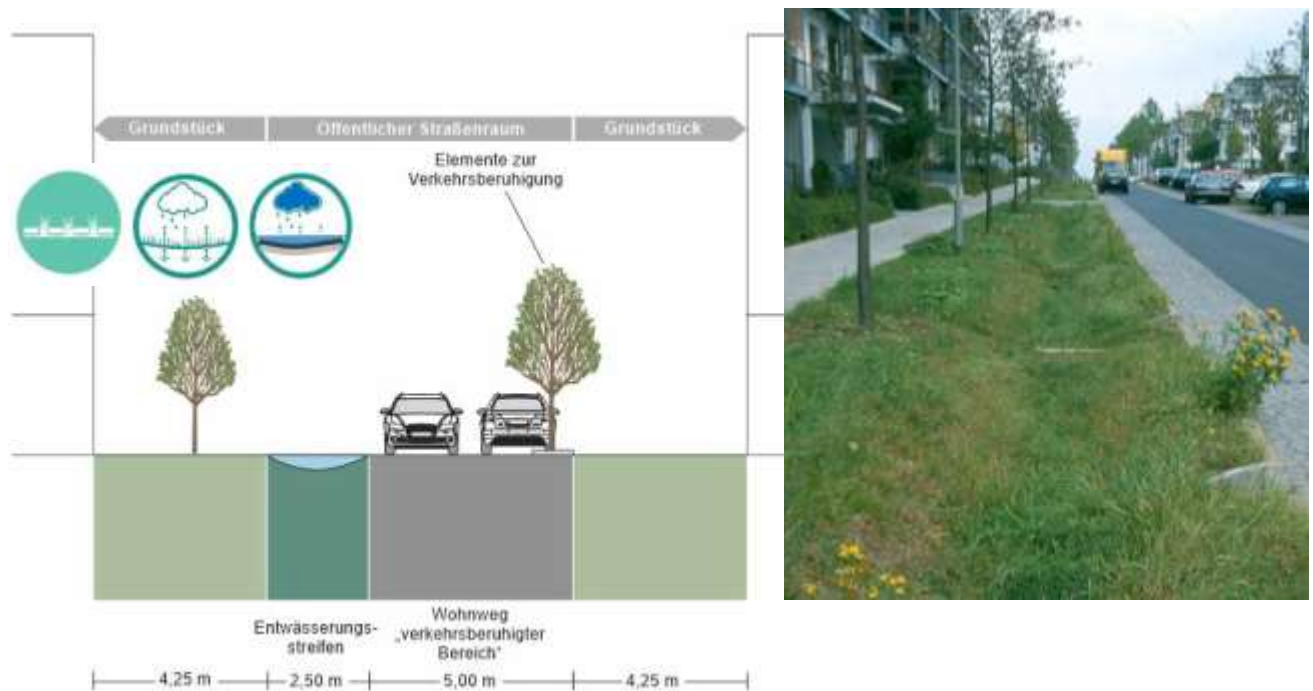 Grundstück
Öffentlicher Straßenraum
Grundstück
Elemente zur
Verkehrsberuhigung
Entwässerungs-
streifen
Wohnweg
„verkehrsberuhigter
Bereich“
4,25 m
2,50 m
5,00 m
4,25 m